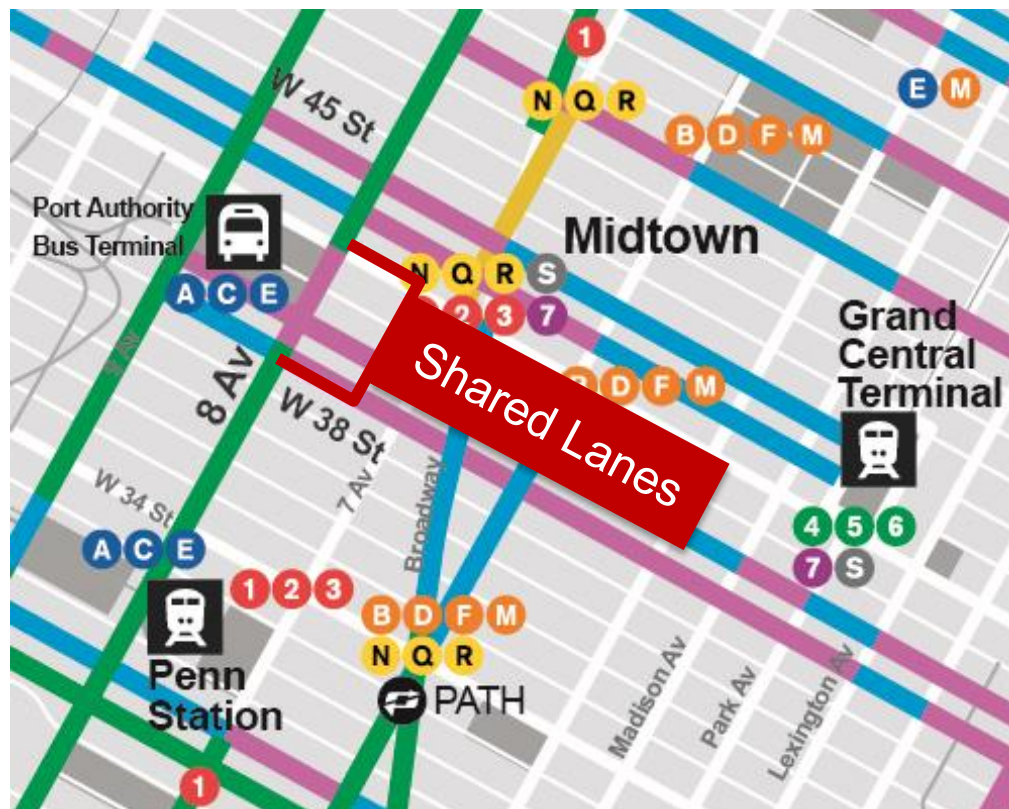 1
W 45 St
N Q R
E M
B D F M
Port Authority
Bus Terminal
Midtown
N Q R S
2 3 7
A C E
Grand
Central
Terminal
8 Av
Shared Lanes
D F M
W 38 St
7 Av
W 34 St
Broadway
4 5 6
7 S
A C E
1 2 3
B D F M
N Q R
Penn
Station
PATH
Madison Av
Park Av
Lexington Av
1